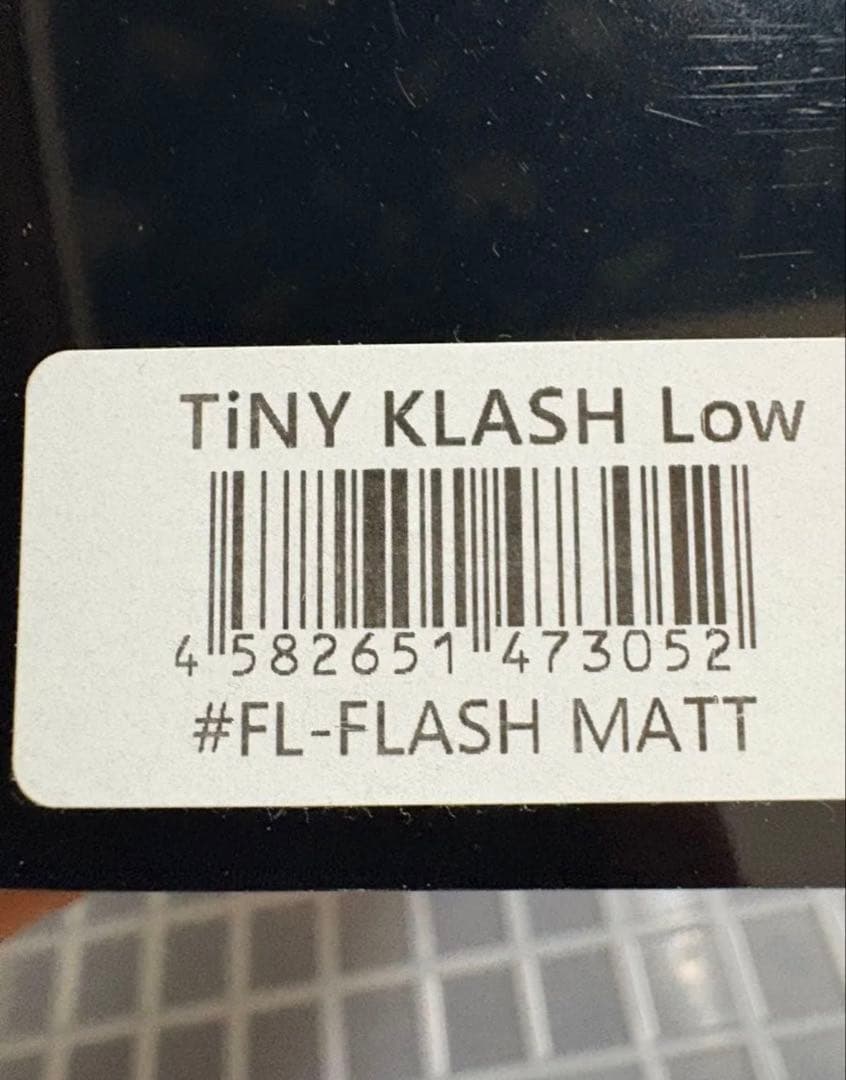 TiNY KLASH Low
4 582651 473052
#FL-FLASH MATT